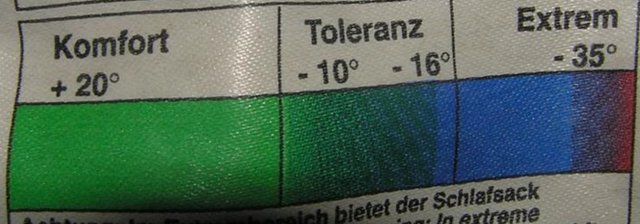 Komfort Toleranz Extrem
+ 20° - 10° - 16° - 35°
bietet der Schlafsack
In extreme